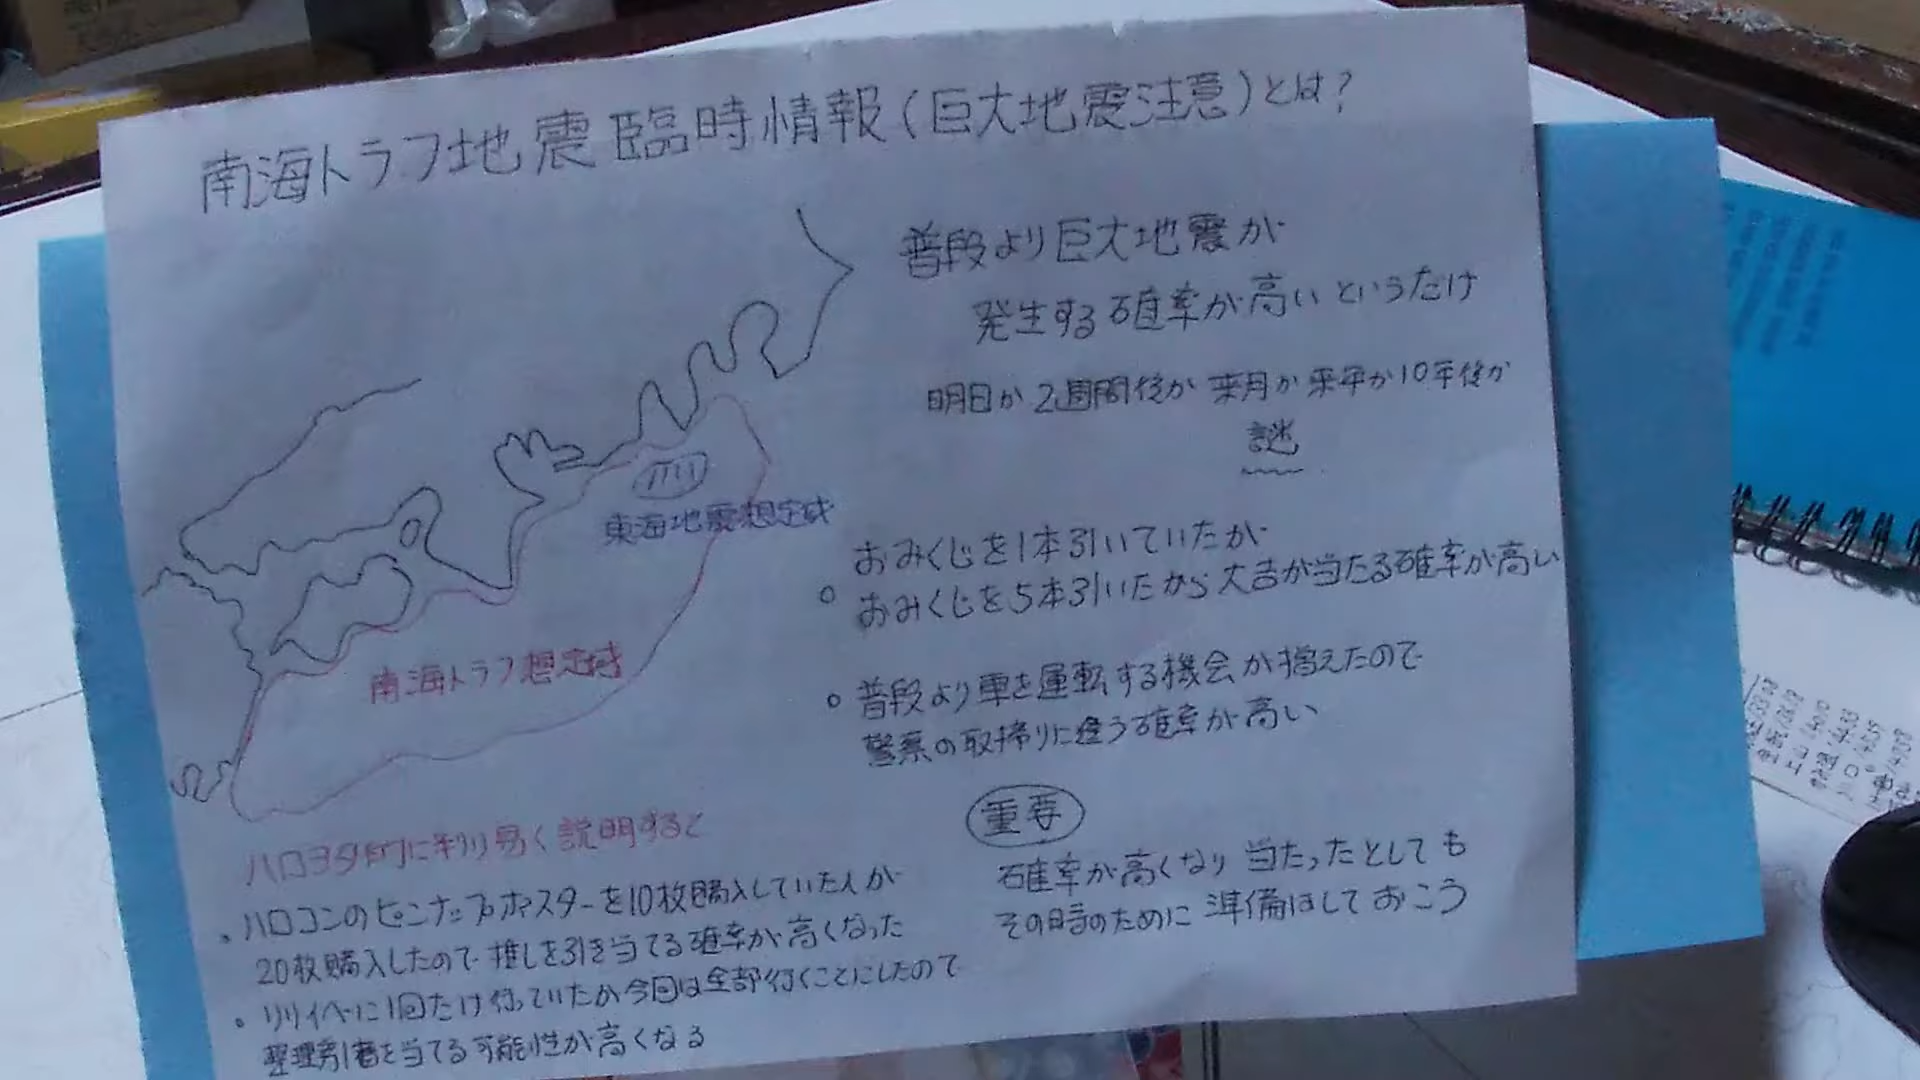 南海トラフ地震臨時情報(巨大地震注意)とは?
普段より巨大地震が
発生する確率が高いというだけ
明日か2週間後か来月か来年か10年後か
謎
東海地震想定域
南海トラフ想定域
おみくじを1本引いていたが
おみくじを5本引いたから大吉が当たる確率が高い
普段より車を運転する機会が増えたので
警察の取締りに逢う確率が高い
重要
確率が高くなり当たったとしても
その時のために準備はしておこう
ハロヲタ的に判り易く説明すると
ハロコンのピンナップポスターを10枚購入していた人が
20枚購入したので推しを引き当てる確率が高くなった
リリイベに1回だけ行っていたが今回は全部行くことにしたので
整理券1番を当てる可能性が高くなる